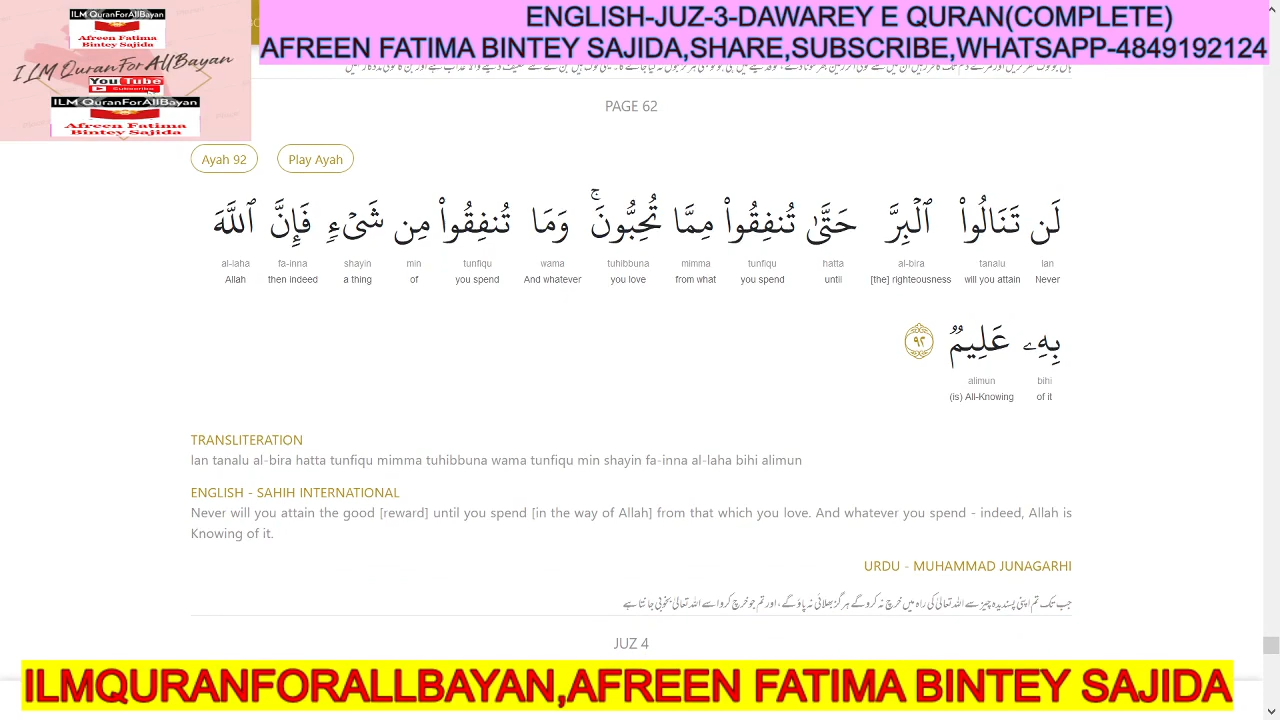 ILM QuranForAllBayan
Afreen Fatima
Bintey Sajida
ILM QuranForAllBayan
YouTube
Subscribe
ILM QuranForAllBayan
Afreen Fatima
Bintey Sajida
ENGLISH-JUZ-3-DAWAREY E QURAN(COMPLETE)
AFREEN FATIMA BINTEY SAJIDA,SHARE,SUBSCRIBE,WHATSAPP-4849192124
PAGE 62
Ayah 92 Play Ayah
لَن تَنَالُوا۟ ٱلْبِرَّ حَتَّىٰ تُنفِقُوا۟ مِمَّا تُحِبُّونَ ۚ وَمَا تُنفِقُوا۟ مِن شَىْءٍ فَإِنَّ ٱللَّهَ
al-laha fa-inna shayin min tunfiqu wama tuhibbuna mimma tunfiqu hatta al-bira tanalu lan
Allah then indeed a thing of you spend And whatever you love from what you spend until [the] righteousness will you attain Never
بِهِۦ عَلِيمٌ ٩٢
alimun bihi
(is) All-Knowing of it
TRANSLITERATION
lan tanalu al-bira hatta tunfiqu mimma tuhibbuna wama tunfiqu min shayin fa-inna al-laha bihi alimun
ENGLISH - SAHIH INTERNATIONAL
Never will you attain the good [reward] until you spend [in the way of Allah] from that which you love. And whatever you spend - indeed, Allah is
Knowing of it.
URDU - MUHAMMAD JUNAGARHI
جب تک تم اپنی پسندیدہ چیز سے اللہ تعالیٰ کی راہ میں خرچ نہ کروگے ہرگز بھلائی نہ پاؤ گے، اور تم جو خرچ کرو اسے اللہ تعالیٰ بخوبی جانتا ہے
JUZ 4
ILMQURANFORALLBAYAN,AFREEN FATIMA BINTEY SAJIDA